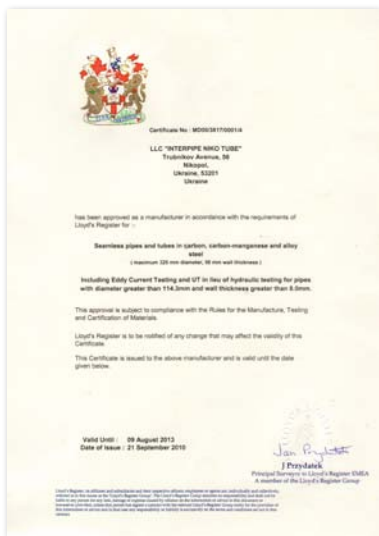 Certificate No : MD00/3817/0001/4
LLC "INTERPIPE NIKO TUBE"
Trubnikov Avenue, 56
Nikopol,
Ukraine, 53201
Ukraine
has been approved as a manufacturer in accordance with the requirements of
Lloyd's Register for :-
Seamless pipes and tubes in carbon, carbon-manganese and alloy
steel
( maximum 325 mm diameter, mm wall thickness )
Including Eddy Current Testing and UT in lieu of hydraulic testing for pipes
with diameter greater than 114.3mm and wall thickness greater than 8.0mm.
This approval is subject to compliance with the Rules for the Manufacture, Testing
and Certification of Materials.
Lloyd's Register is to be notified of any change that may affect the validity of this
Certificate.
This Certificate is issued to the above manufacturer and is valid until the date
given below.
Valid Until : 09 August 2013
Date of Issue : 21 September 2010
J Przydatek
Principal Surveyor to Lloyd's Register EMEA
A member of the Lloyd's Register Group